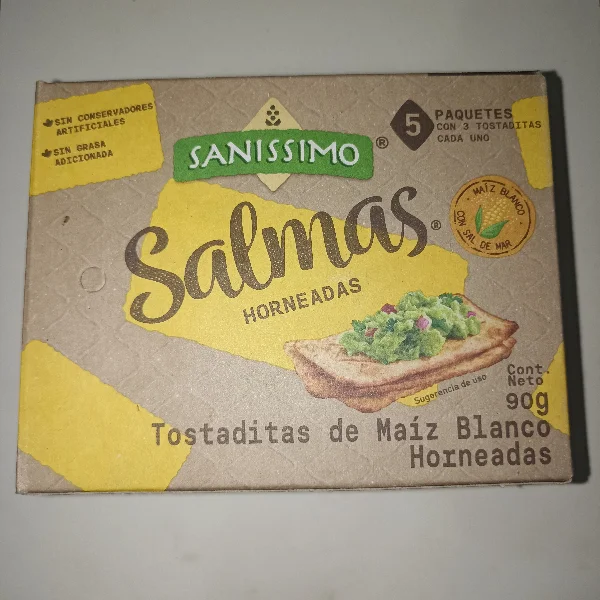 SIN CONSERVADORES
ARTIFICIALES
SIN GRASA
ADICIONADA
SANISSIMO®
5 PAQUETES
CON 3 TOSTADITAS
CADA UNO
Salmas®
HORNEADAS
MAÍZ BLANCO
CON SAL DE MAR
Sugerencia de uso
Cont.
Neto
90g
Tostaditas de Maíz Blanco
Horneadas